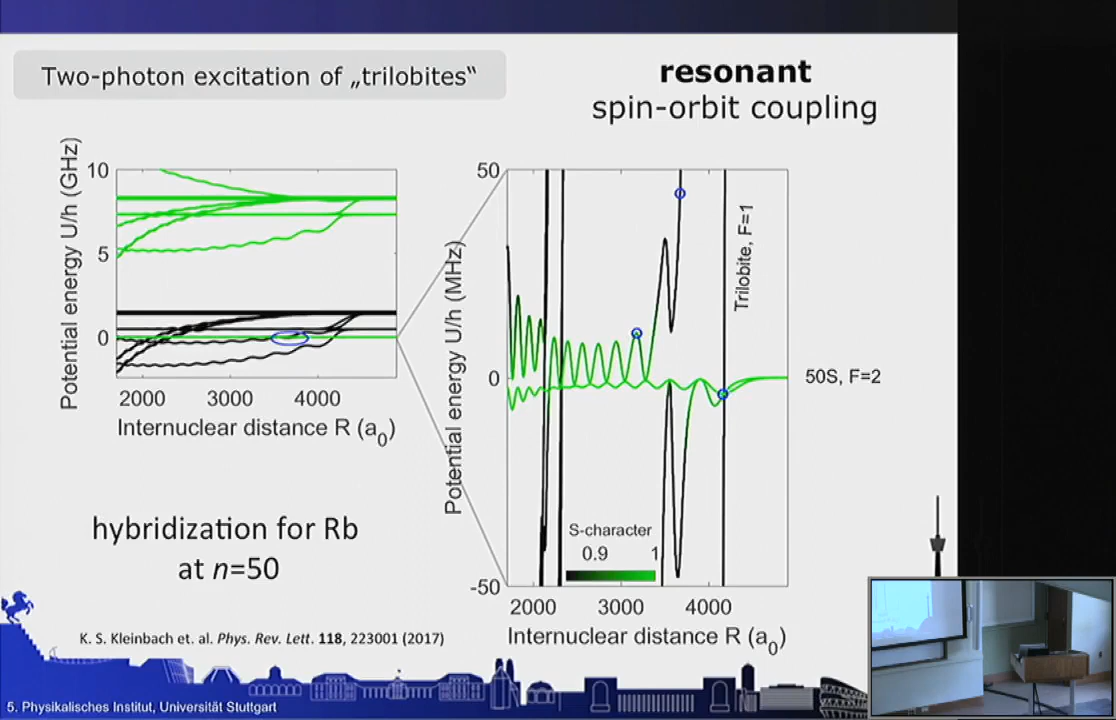 Two-photon excitation of „trilobites“
resonant
spin-orbit coupling
Potential energy U/h (GHz)
10
5
0
2000 3000 4000
Internuclear distance R (a0)
Potential energy U/h (MHz)
50
0
-50
Trilobite, F=1
50S, F=2
S-character
0.9 1
2000 3000 4000
Internuclear distance R (a0)
hybridization for Rb
at n=50
K. S. Kleinbach et. al. Phys. Rev. Lett. 118, 223001 (2017)
5. Physikalisches Institut, Universität Stuttgart